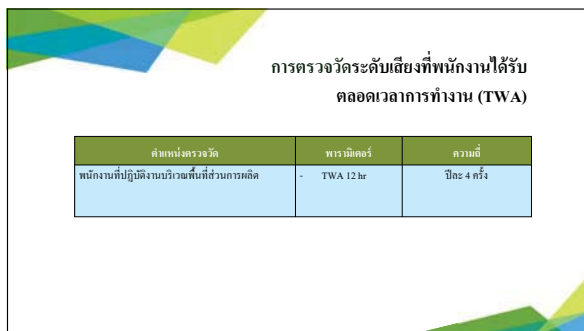 การตรวจวัดระดับเสียงที่พนักงานได้รับ
ตลอดเวลาการทำงาน (TWA)
ตำแหน่งตรวจวัด พารามิเตอร์ ความถี่
พนักงานที่ปฏิบัติงานบริเวณพื้นที่ส่วนการผลิต - TWA 12 hr ปีละ 4 ครั้ง